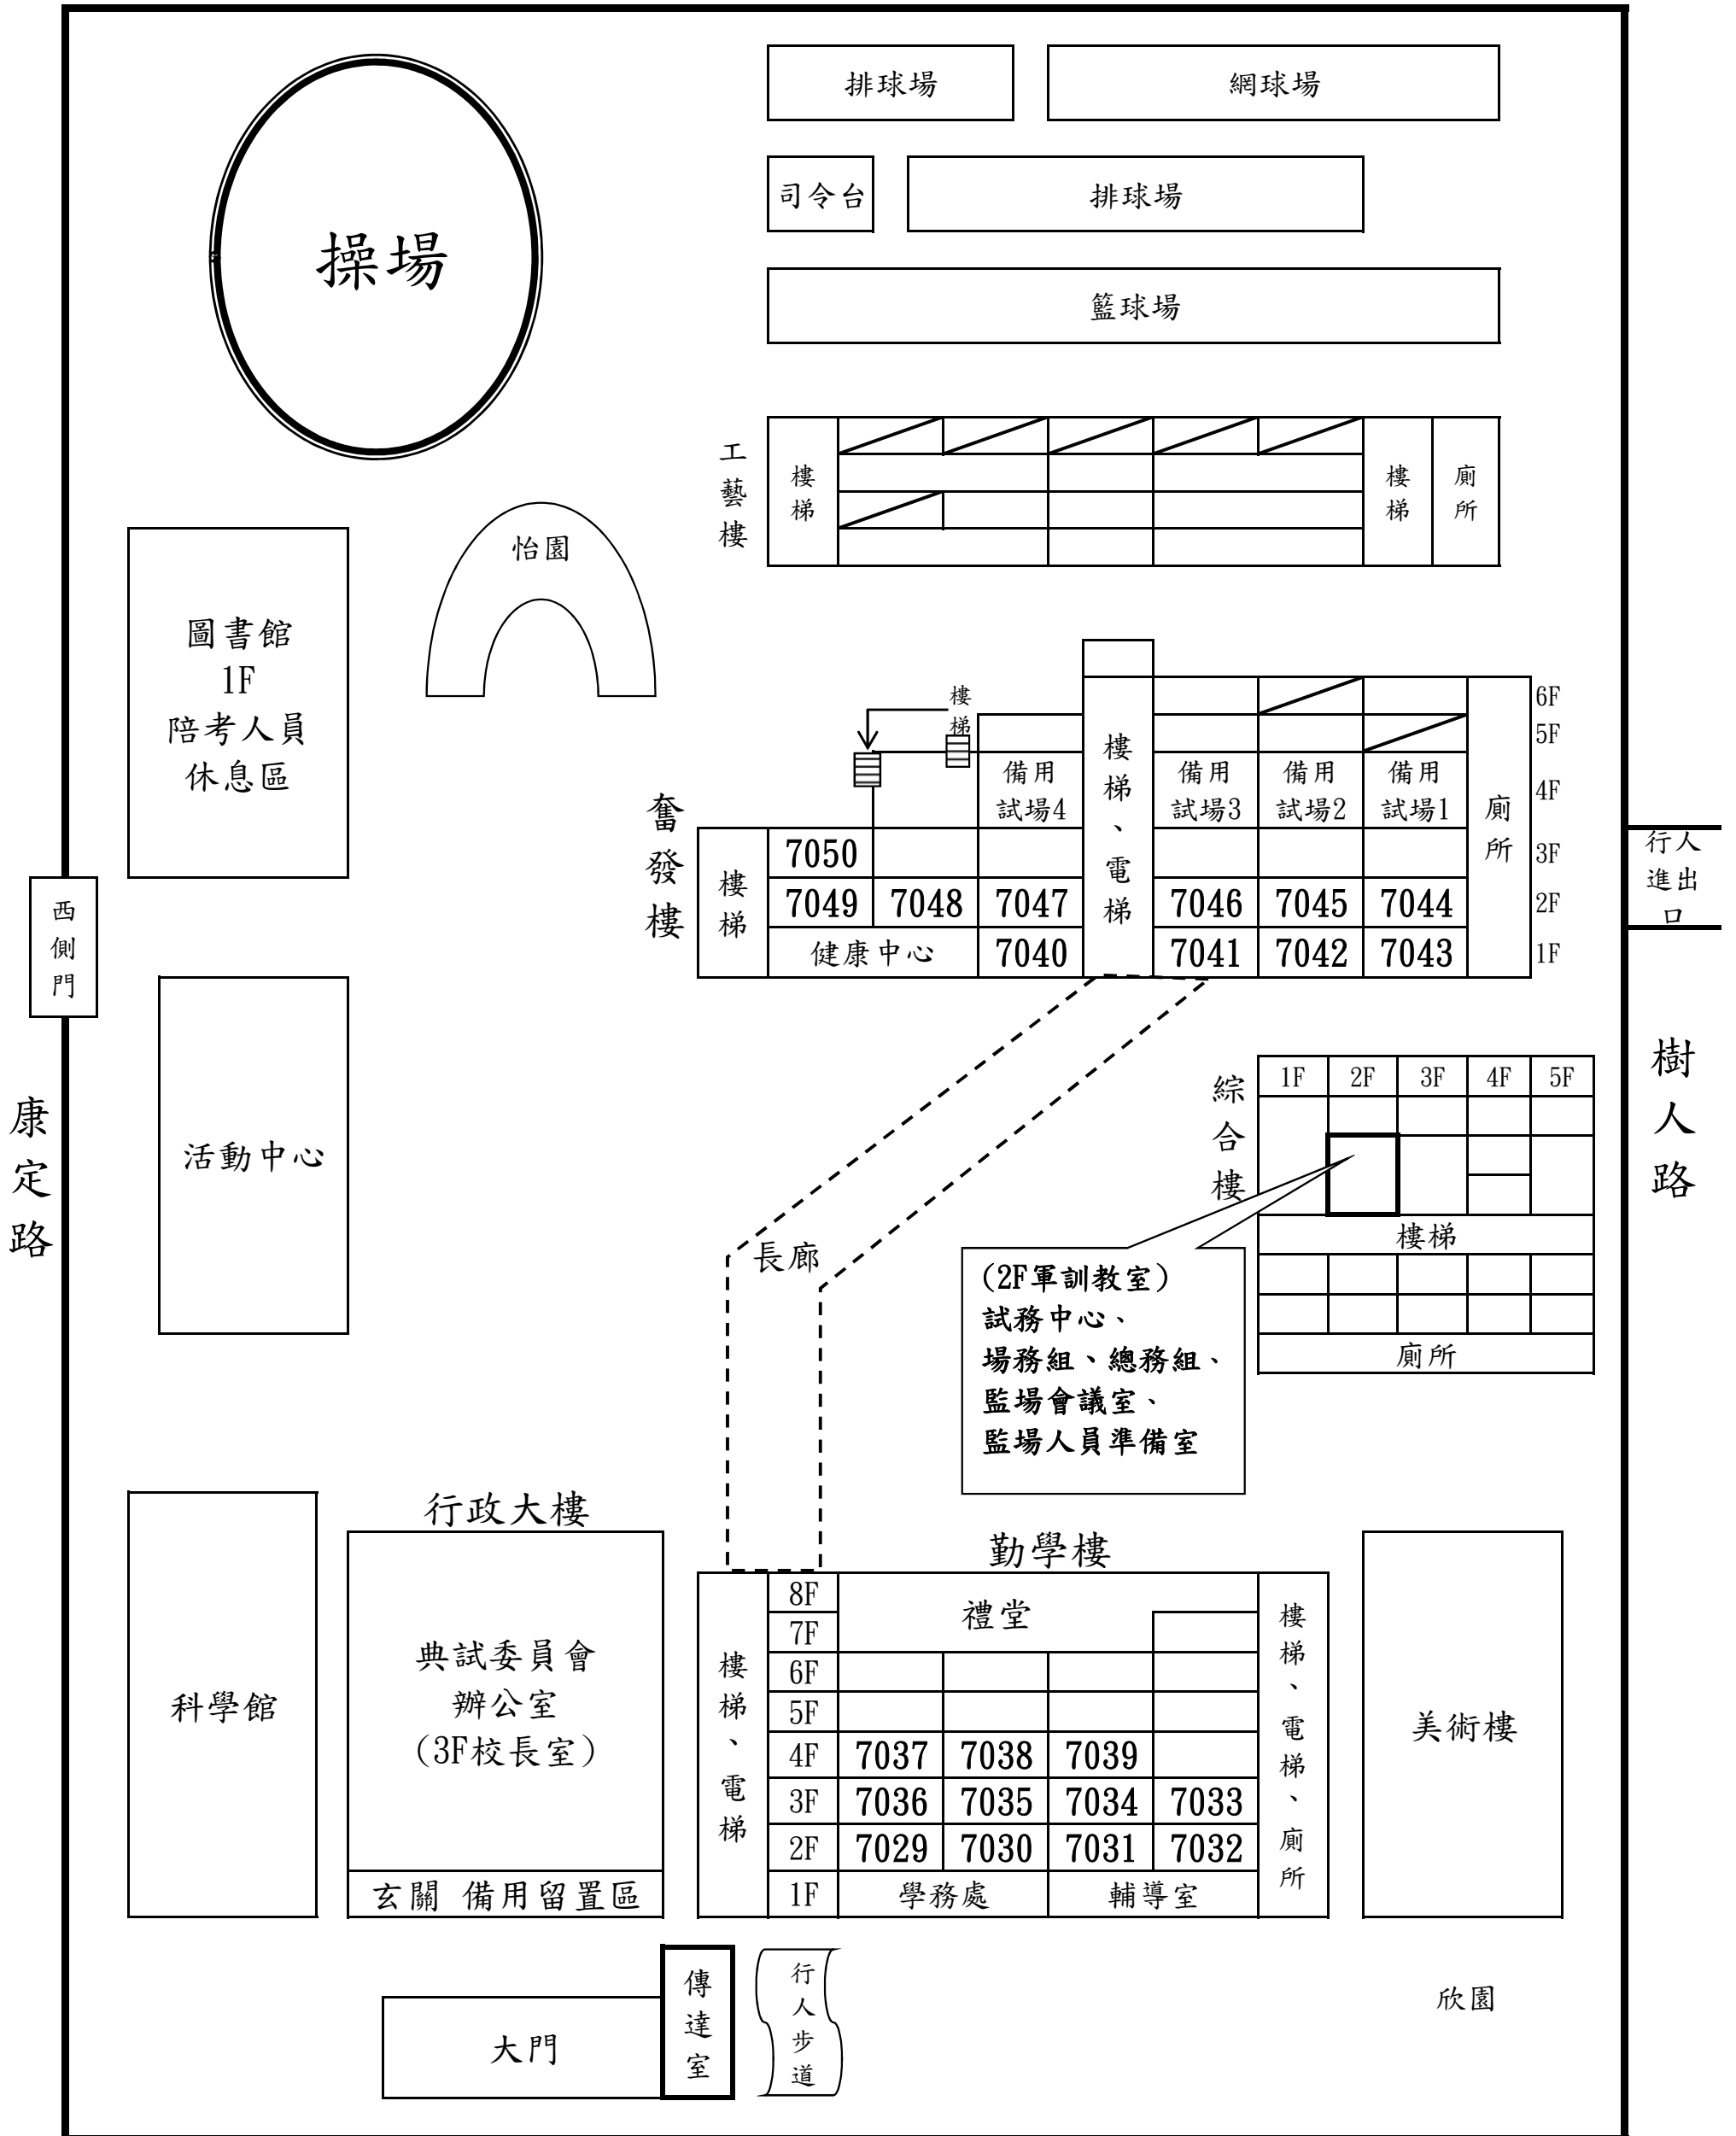 排球場
網球場
司令台
排球場
操場
籃球場
工藝樓
樓梯
樓梯
廁所
怡園
圖書館
1F
陪考人員
休息區
奮發樓
樓梯
樓梯、電梯
廁所
6F
5F
備用
試場4
備用
試場3
備用
試場2
備用
試場1
4F
樓梯
7050
3F
7049 7048 7047 7046 7045 7044
2F
健康中心 7040 7041 7042 7043
1F
行人
進出
口
西側門
康定路
樹人路
活動中心
長廊
綜合樓
1F 2F 3F 4F 5F
樓梯
廁所
(2F軍訓教室)
試務中心、
場務組、總務組、
監場會議室、
監場人員準備室
科學館
行政大樓
典試委員會
辦公室
(3F校長室)
玄關 備用留置區
勤學樓
樓梯、電梯
8F
禮堂
7F
6F
5F
4F 7037 7038 7039
3F 7036 7035 7034 7033
2F 7029 7030 7031 7032
1F 學務處 輔導室
樓梯、電梯、廁所
美術樓
大門
傳達室
行人步道
欣園